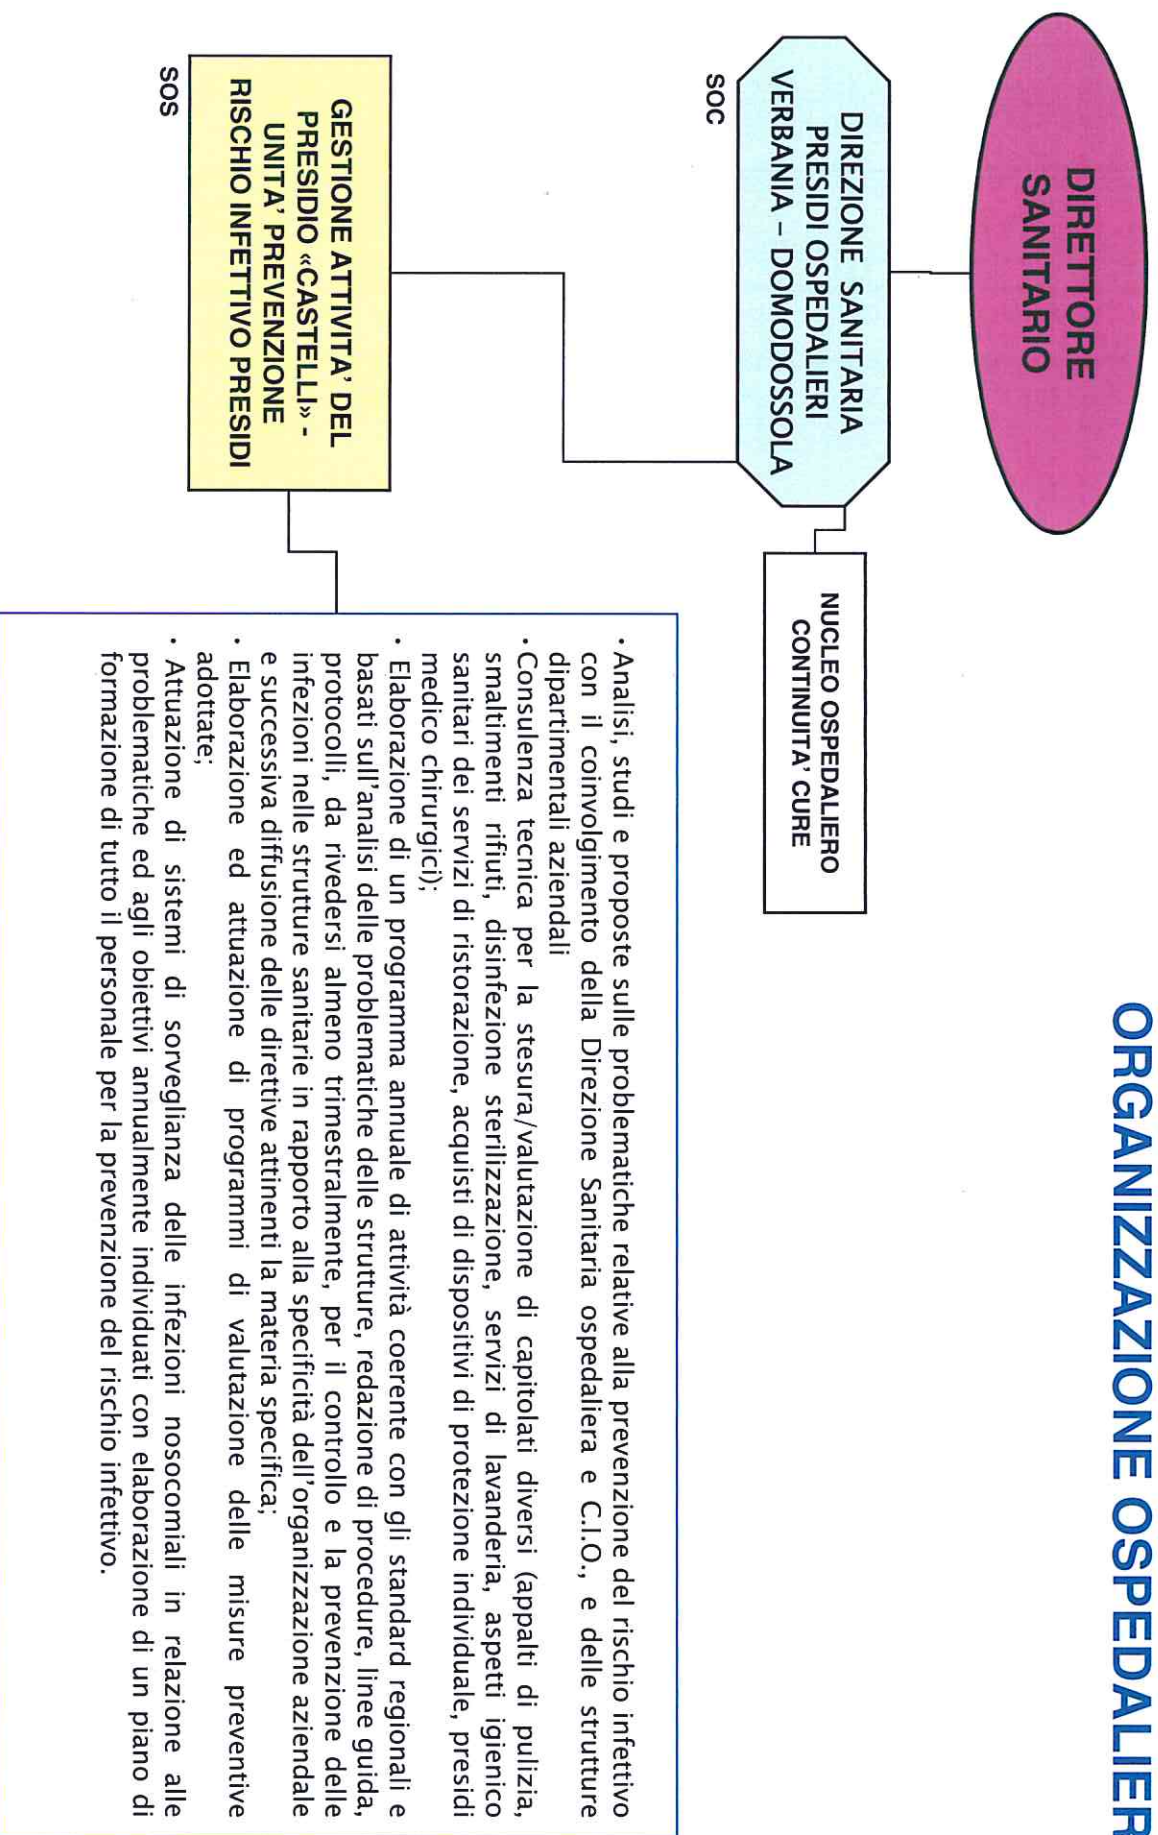 ORGANIZZAZIONE OSPEDALIER
DIRETTORE
SANITARIO
DIREZIONE SANITARIA
PRESIDI OSPEDALIERI
VERBANIA – DOMODOSSOLA
SOC
NUCLEO OSPEDALIERO
CONTINUITA' CURE
GESTIONE ATTIVITA' DEL
PRESIDIO «CASTELLI» -
UNITA' PREVENZIONE
RISCHIO INFETTIVO PRESIDI
SOS
• Analisi, studi e proposte sulle problematiche relative alla prevenzione del rischio infettivo
con il coinvolgimento della Direzione Sanitaria ospedaliera e C.I.O., e delle strutture
dipartimentali aziendali
• Consulenza tecnica per la stesura/valutazione di capitolati diversi (appalti di pulizia,
smaltimenti rifiuti, disinfezione sterilizzazione, servizi di lavanderia, aspetti igienico
sanitari dei servizi di ristorazione, acquisti di dispositivi di protezione individuale, presidi
medico chirurgici);
• Elaborazione di un programma annuale di attività coerente con gli standard regionali e
basati sull'analisi delle problematiche delle strutture, redazione di procedure, linee guida,
protocolli, da rivedersi almeno trimestralmente, per il controllo e la prevenzione delle
infezioni nelle strutture sanitarie in rapporto alla specificità dell'organizzazione aziendale
e successiva diffusione delle direttive attinenti la materia specifica;
• Elaborazione ed attuazione di programmi di valutazione delle misure preventive
adottate;
• Attuazione di sistemi di sorveglianza delle infezioni nosocomiali in relazione alle
problematiche ed agli obiettivi annualmente individuati con elaborazione di un piano di
formazione di tutto il personale per la prevenzione del rischio infettivo.